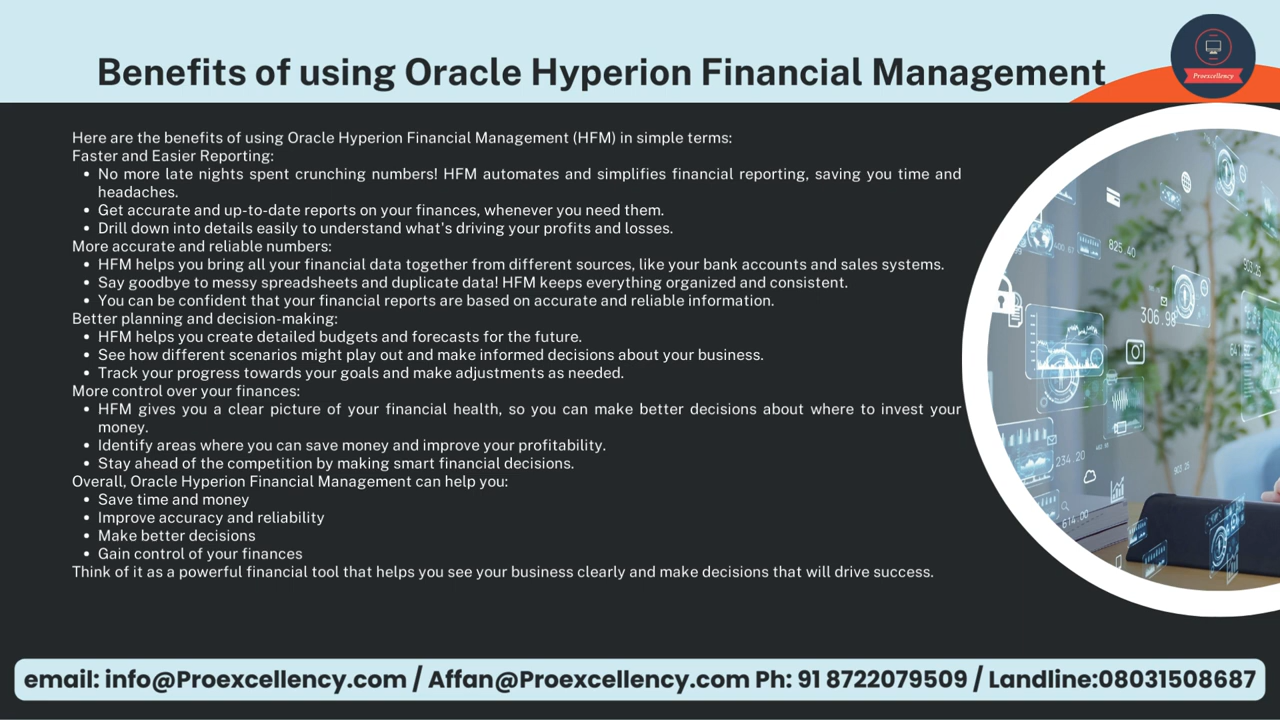 Benefits of using Oracle Hyperion Financial Management
Proexcellency
Here are the benefits of using Oracle Hyperion Financial Management (HFM) in simple terms:
Faster and Easier Reporting:
• No more late nights spent crunching numbers! HFM automates and simplifies financial reporting, saving you time and
headaches.
• Get accurate and up-to-date reports on your finances, whenever you need them.
• Drill down into details easily to understand what's driving your profits and losses.
More accurate and reliable numbers:
• HFM helps you bring all your financial data together from different sources, like your bank accounts and sales systems.
• Say goodbye to messy spreadsheets and duplicate data! HFM keeps everything organized and consistent.
• You can be confident that your financial reports are based on accurate and reliable information.
Better planning and decision-making:
• HFM helps you create detailed budgets and forecasts for the future.
• See how different scenarios might play out and make informed decisions about your business.
• Track your progress towards your goals and make adjustments as needed.
More control over your finances:
• HFM gives you a clear picture of your financial health, so you can make better decisions about where to invest your
money.
• Identify areas where you can save money and improve your profitability.
• Stay ahead of the competition by making smart financial decisions.
Overall, Oracle Hyperion Financial Management can help you:
• Save time and money
• Improve accuracy and reliability
• Make better decisions
• Gain control of your finances
Think of it as a powerful financial tool that helps you see your business clearly and make decisions that will drive success.
825.40
306.98
234.20
614.00
903.25
email: info@Proexcellency.com / Affan@Proexcellency.com Ph: 91 8722079509 / Landline:08031508687